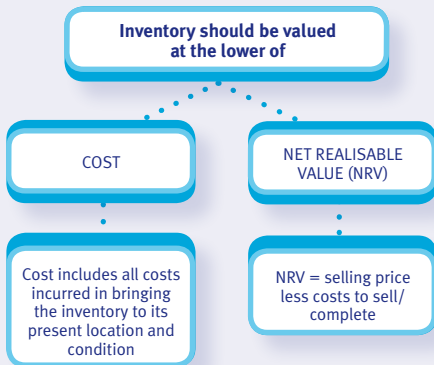 Inventory should be valued
at the lower of
COST
NET REALISABLE
VALUE (NRV)
Cost includes all costs
incurred in bringing
the inventory to its
present location and
condition
NRV = selling price
less costs to sell/
complete